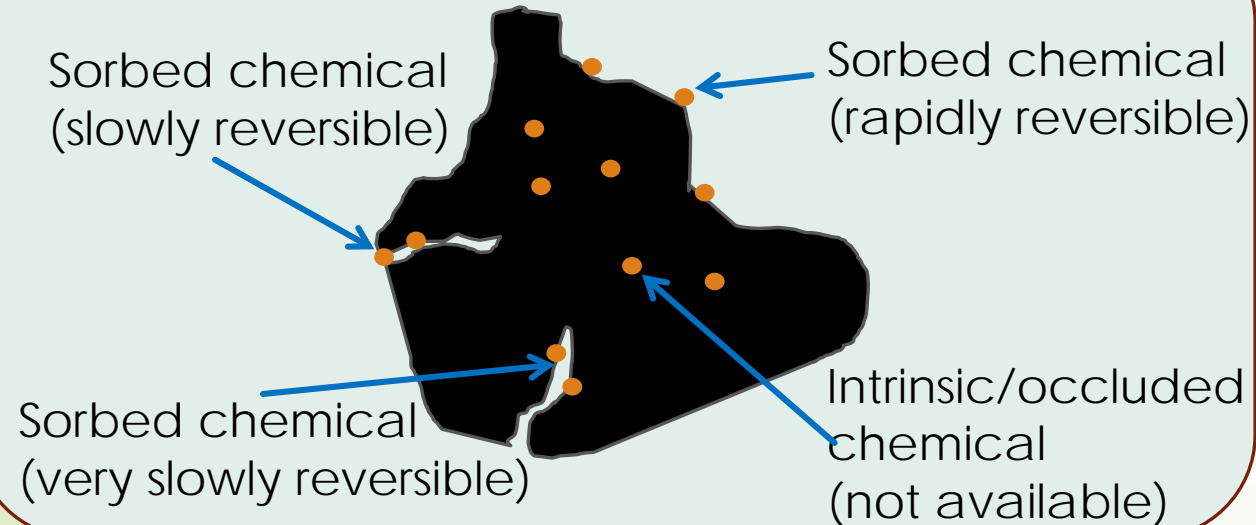 Sorbed chemical
(slowly reversible)
Sorbed chemical
(rapidly reversible)
Sorbed chemical
(very slowly reversible)
Intrinsic/occluded
chemical
(not available)